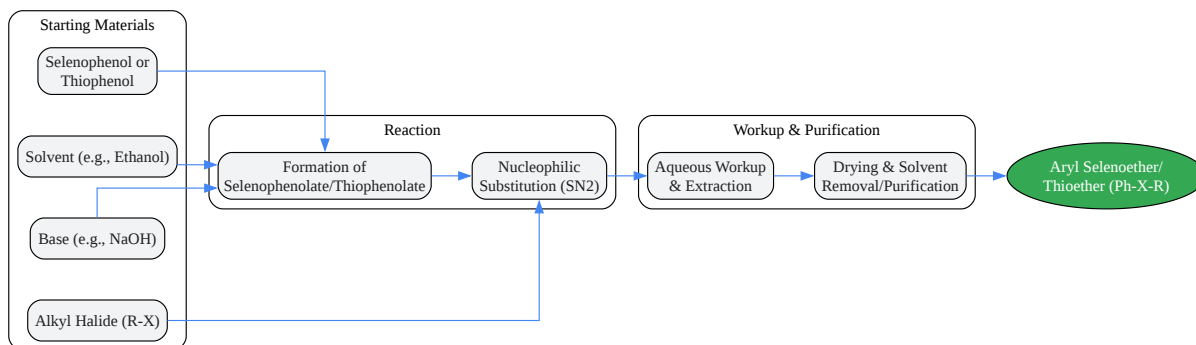 Starting Materials
Selenophenol or
Thiophenol
Solvent (e.g., Ethanol)
Base (e.g., NaOH)
Alkyl Halide (R-X)
Reaction
Formation of
Selenophenolate/Thiophenolate
Nucleophilic
Substitution (SN2)
Workup & Purification
Aqueous Workup
& Extraction
Drying & Solvent
Removal/Purification
Aryl Selenoether/
Thioether (Ph-X-R)